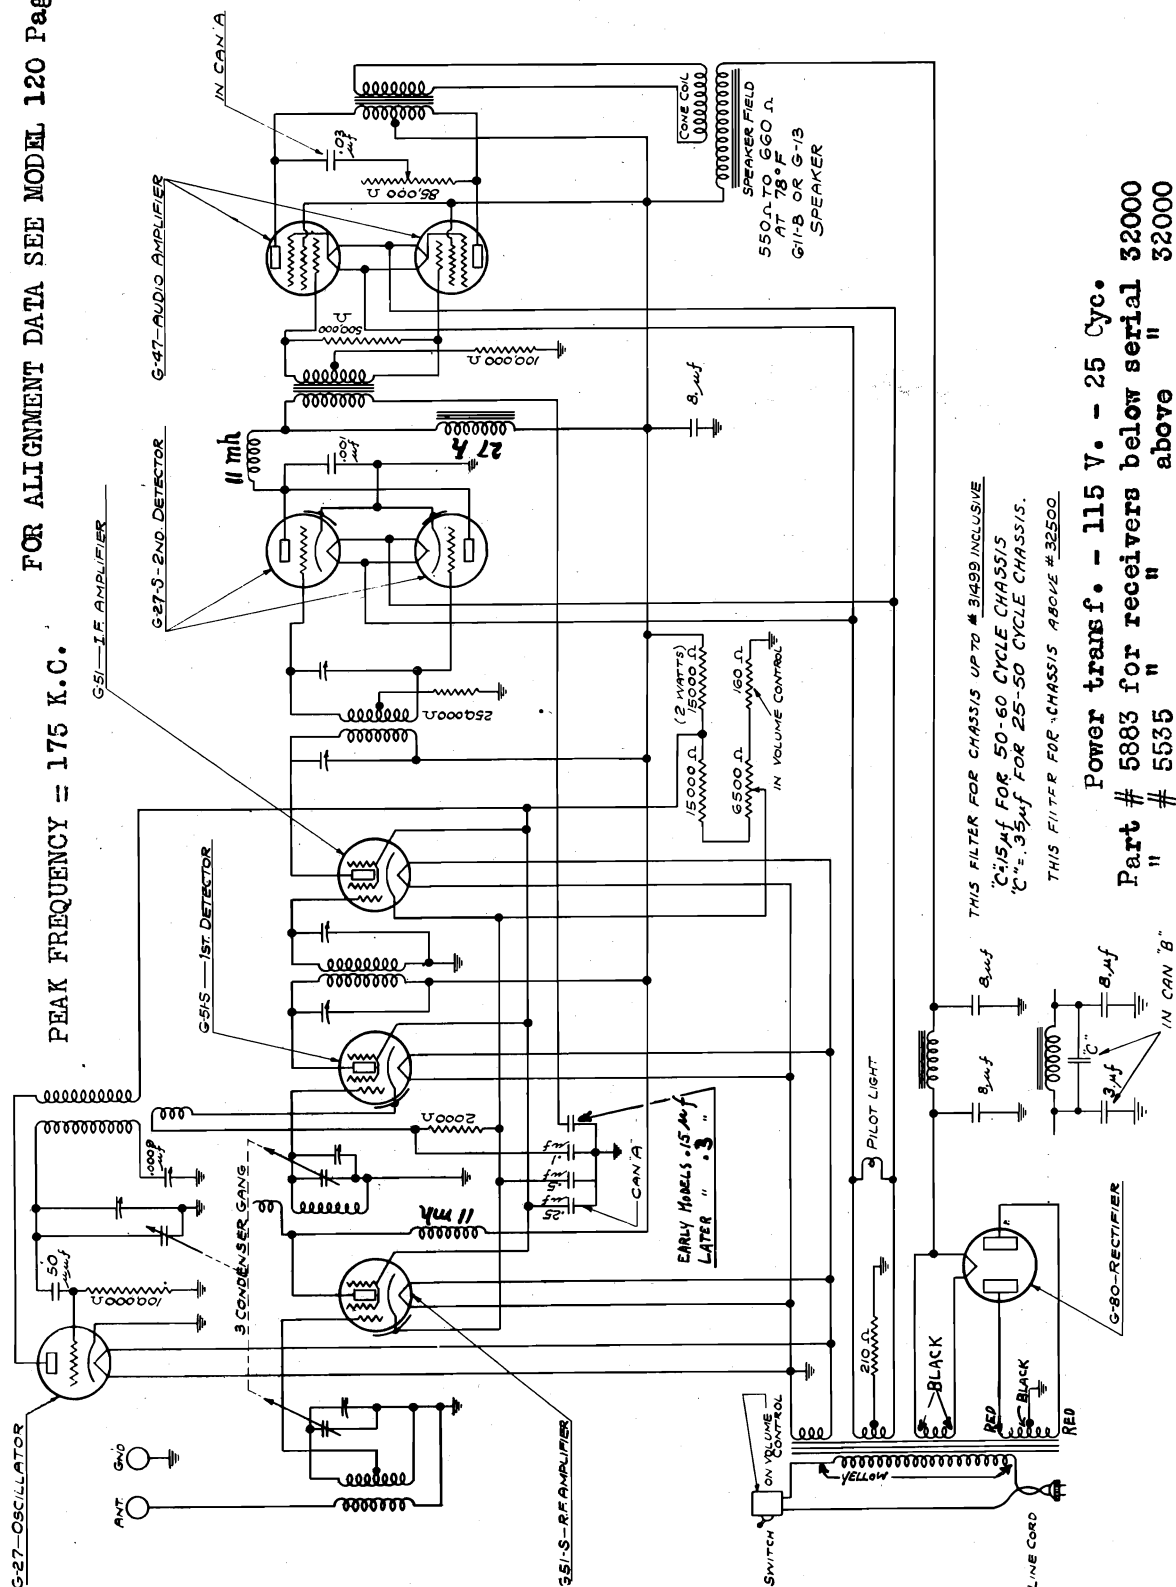 FOR ALIGNMENT DATA SEE MODEL 120 Pag
PEAK FREQUENCY = 175 K.C.
G-27-OSCILLATOR
ANT.
GND
50 µµf
100,000 Ω
3 CONDENSER GANG
G51-S-R.F. AMPLIFIER
11 mh
2000 Ω
.25 µf
.5 µf
.1 µf
CAN "A"
EARLY MODELS .15 µf
LATER " .3 "
G-51-S-1ST. DETECTOR
G-51-I.F. AMPLIFIER
250,000 Ω
G-27-S-2ND. DETECTOR
11 mh
.001 µf
27 h
G-47-AUDIO AMPLIFIER
500,000 Ω
100,000 Ω
IN CAN "A"
.03 µf
85,000 Ω
CONE COIL
SPEAKER FIELD
550 Ω TO 660 Ω
AT 78°F
G11-B OR G-13
SPEAKER
8. µf
(2 WATTS)
15000 Ω
15000 Ω
6500 Ω
160 Ω
IN VOLUME CONTROL
SWITCH
ON VOLUME CONTROL
LINE CORD
YELLOW
210 Ω
PILOT LIGHT
BLACK
RED
BLACK
RED
G-80-RECTIFIER
8 µf
8 µf
THIS FILTER FOR CHASSIS UP TO # 31499 INCLUSIVE
"C" .15 µf FOR 50-60 CYCLE CHASSIS
"C" = .35 µf FOR 25-50 CYCLE CHASSIS.
THIS FILTER FOR CHASSIS ABOVE # 32500
"C"
3. µf
8. µf
IN CAN "B"
Power transf. - 115 V. - 25 Cyc.
Part # 5883 for receivers below serial 32000
" # 5535 " " above " 32000